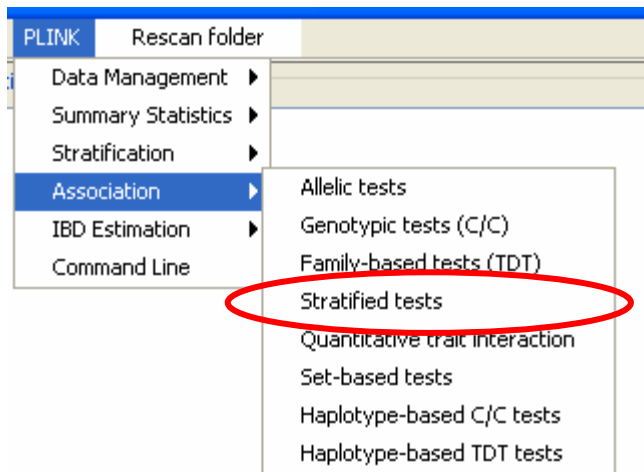 PLINK Rescan folder
Data Management
Summary Statistics
Stratification
Association
IBD Estimation
Command Line
Allelic tests
Genotypic tests (C/C)
Family-based tests (TDT)
Stratified tests
Quantitative trait interaction
Set-based tests
Haplotype-based C/C tests
Haplotype-based TDT tests